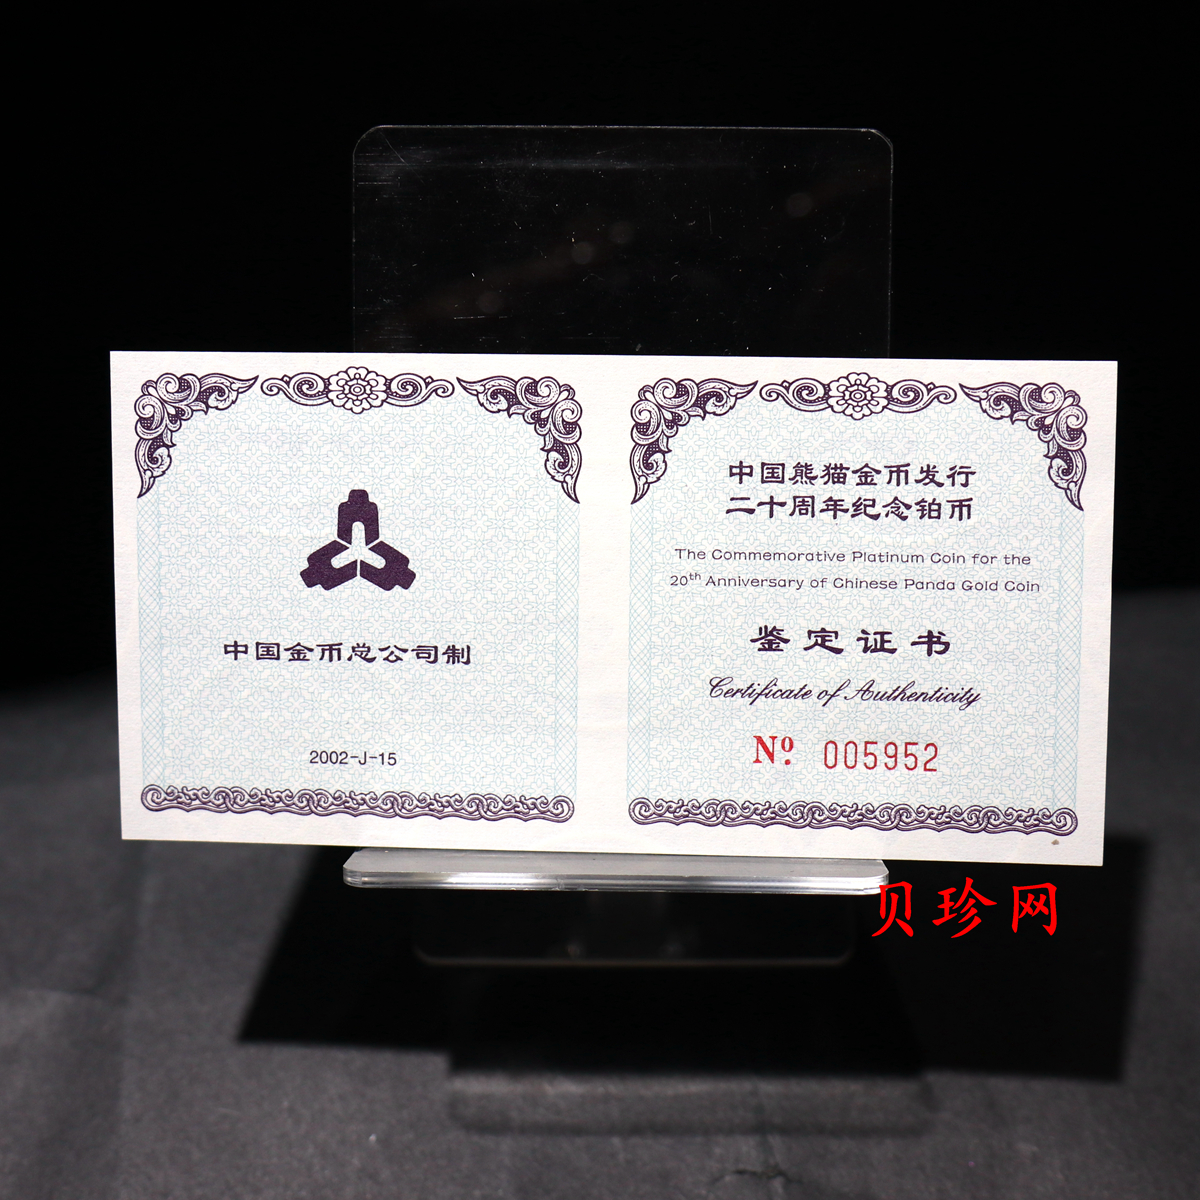 中国金币总公司制
2002-J-15
中国熊猫金币发行
二十周年纪念铂币
The Commemorative Platinum Coin for the
20th Anniversary of Chinese Panda Gold Coin
鉴定证书
Certificate of Authenticity
Nº. 005952
贝珍网